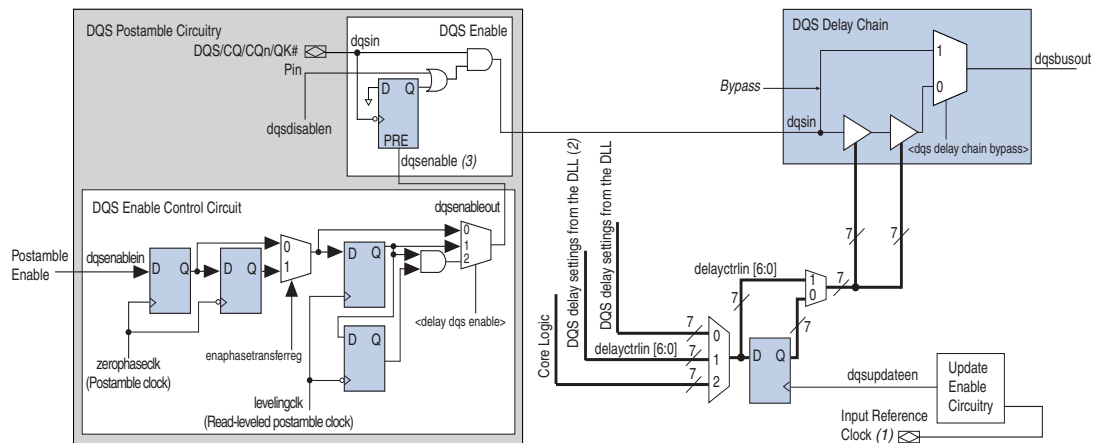 DQS Postamble Circuitry
DQS Enable
DQS/CQ/CQn/QK#
Pin
dqsin
dqsdisablen
D Q
PRE
dqsenable (3)
DQS Enable Control Circuit
dqsenableout
Postamble
Enable
dqsenablein
D Q
D Q
0
1
D Q
D Q
0
1
2
<delay dqs enable>
enaphasetransferreg
zerophaseclk
(Postamble clock)
levelingclk
(Read-leveled postamble clock)
DQS Delay Chain
1
0
dqsbusout
Bypass
dqsin
<dqs delay chain bypass>
7
7
Core Logic
DQS delay settings from the DLL (2)
DQS delay settings from the DLL
delayctrlin [6:0]
delayctrlin [6:0]
7
7
7
0
1
2
7
D Q
7
1
0
7
dqsupdateen
Update
Enable
Circuitry
Input Reference
Clock (1)